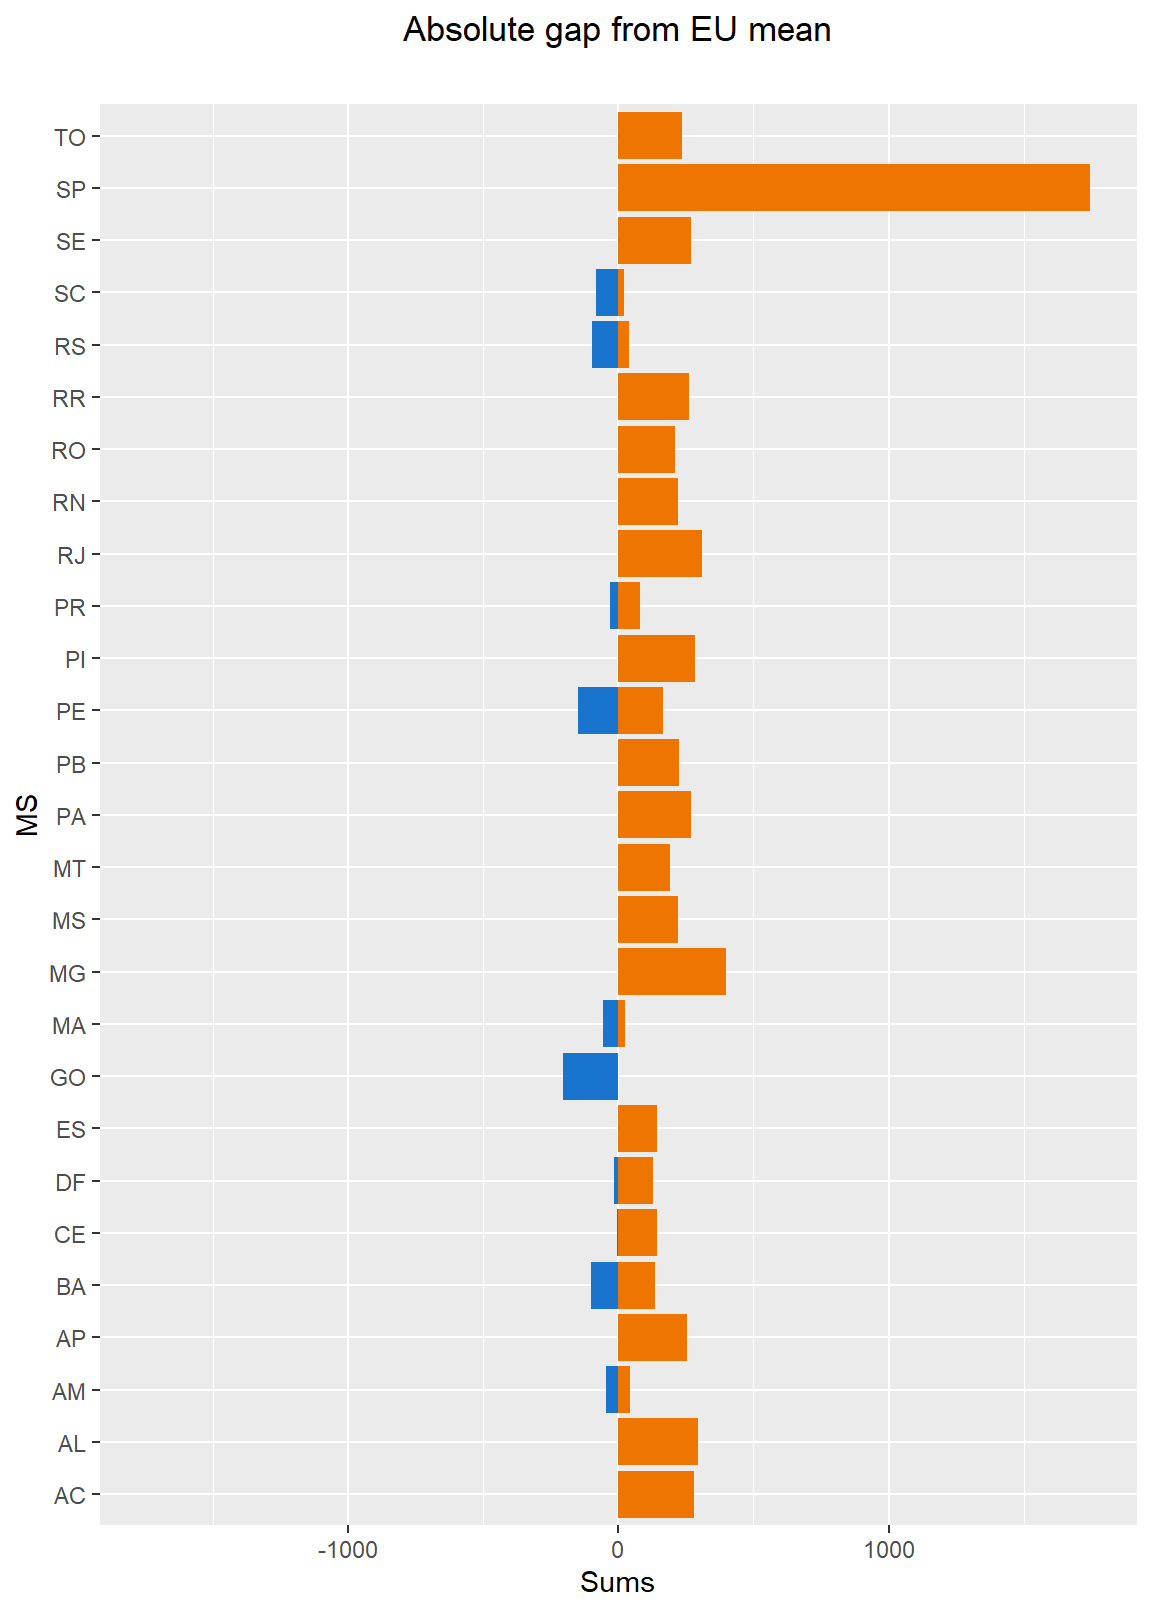 Absolute gap from EU mean
TO
SP
SE
SC
RS
RR
RO
RN
RJ
PR
PI
PE
PB
PA
MT
MS
MG
MA
GO
ES
DF
CE
BA
AP
AM
AL
AC
MS
-1000 0 1000
Sums